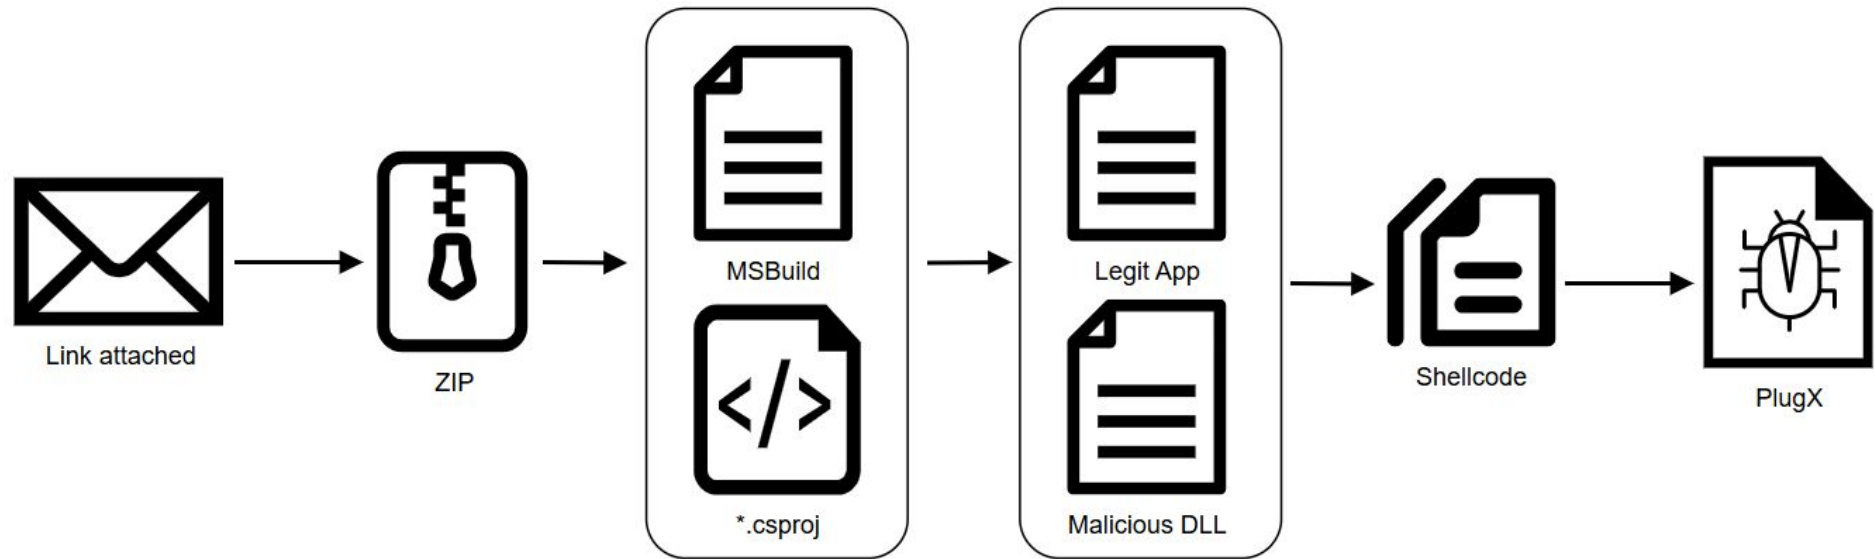 Link attached
ZIP
MSBuild
*.csproj
Legit App
Malicious DLL
Shellcode
PlugX